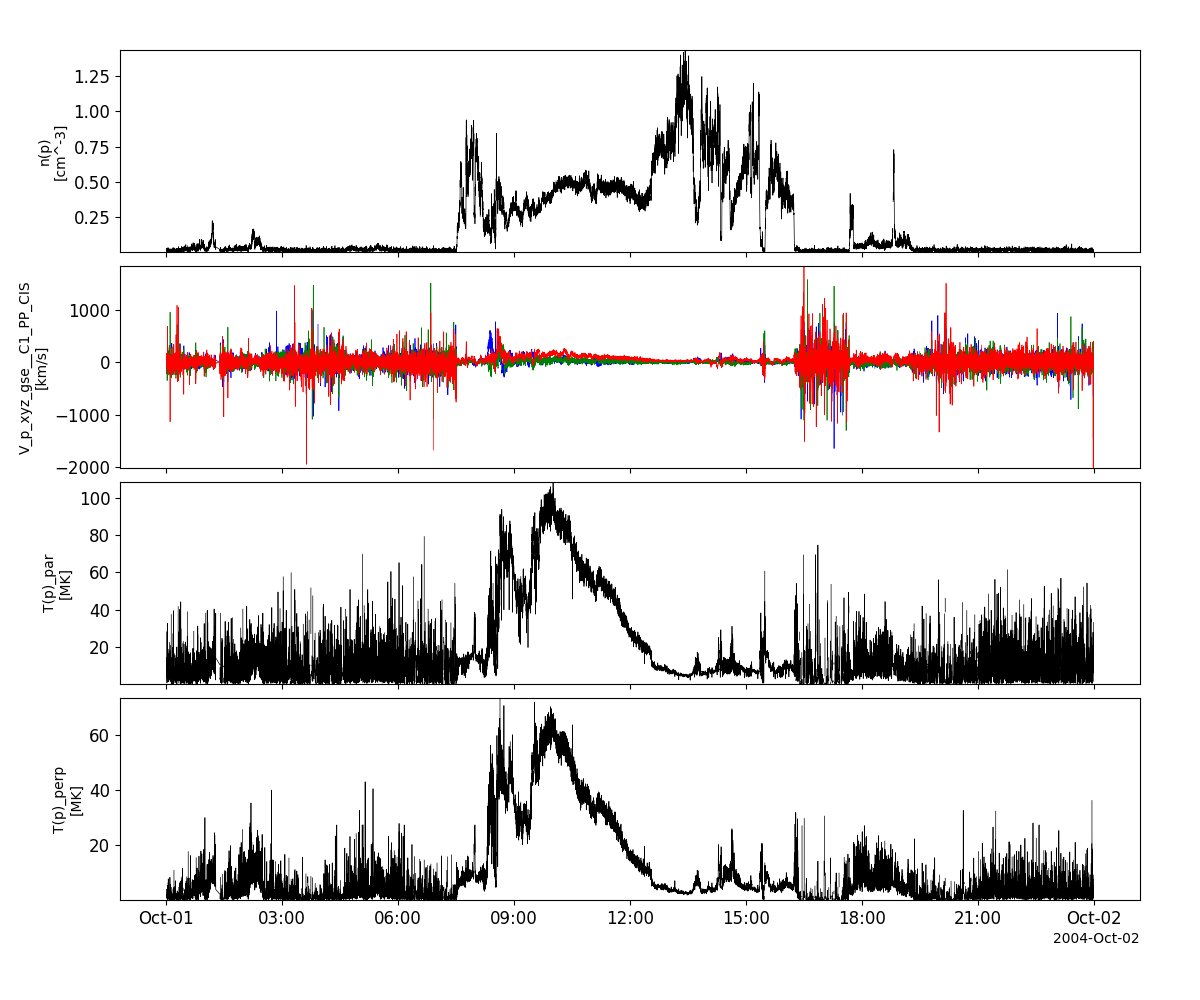 1.25
1.00
0.75
0.50
0.25
n(p)
[cm^-3]
1000
0
−1000
−2000
V_p_xyz_gse__C1_PP_CIS
[km/s]
100
80
60
40
20
T(p)_par
[MK]
60
40
20
T(p)_perp
[MK]
Oct-01 03:00 06:00 09:00 12:00 15:00 18:00 21:00 Oct-02
2004-Oct-02